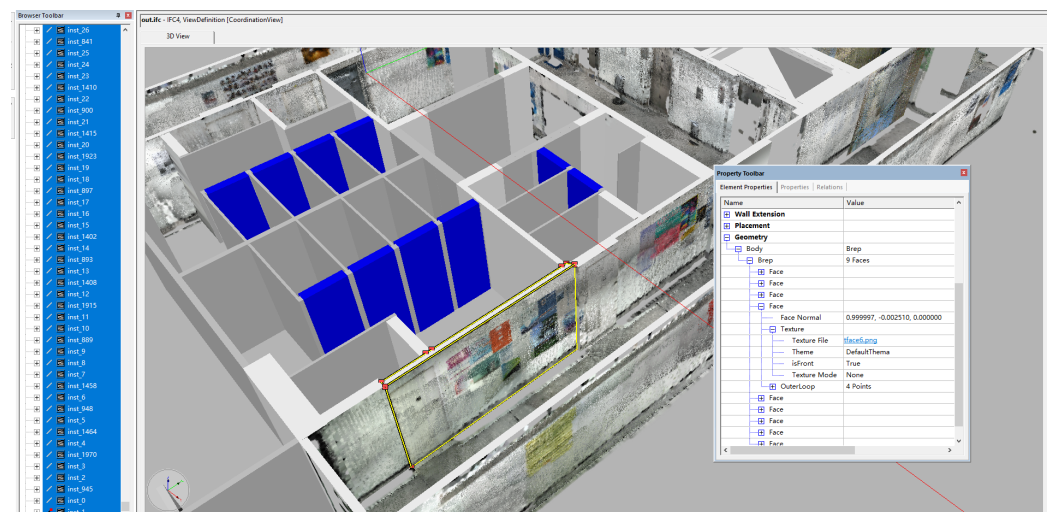 Browser Toolbar
inst_26
inst_841
inst_25
inst_24
inst_23
inst_1410
inst_22
inst_900
inst_21
inst_1415
inst_20
inst_1923
inst_19
inst_18
inst_897
inst_17
inst_16
inst_15
inst_1402
inst_14
inst_893
inst_13
inst_1408
inst_12
inst_1915
inst_11
inst_10
inst_889
inst_9
inst_8
inst_7
inst_1458
inst_6
inst_948
inst_5
inst_1464
inst_4
inst_1970
inst_3
inst_2
inst_945
inst_0
inst_1
out.ifc - IFC4, ViewDefinition [CoordinationView]
3D View
Property Toolbar
Element Properties Properties Relations
Name Value
Wall Extension
Placement
Geometry
Body Brep
Brep 9 Faces
Face
Face
Face
Face
Face Normal 0.999997, -0.002510, 0.000000
Texture
Texture File tface6.png
Theme DefaultThema
isFront True
Texture Mode None
OuterLoop 4 Points
Face
Face
Face
Face
Face